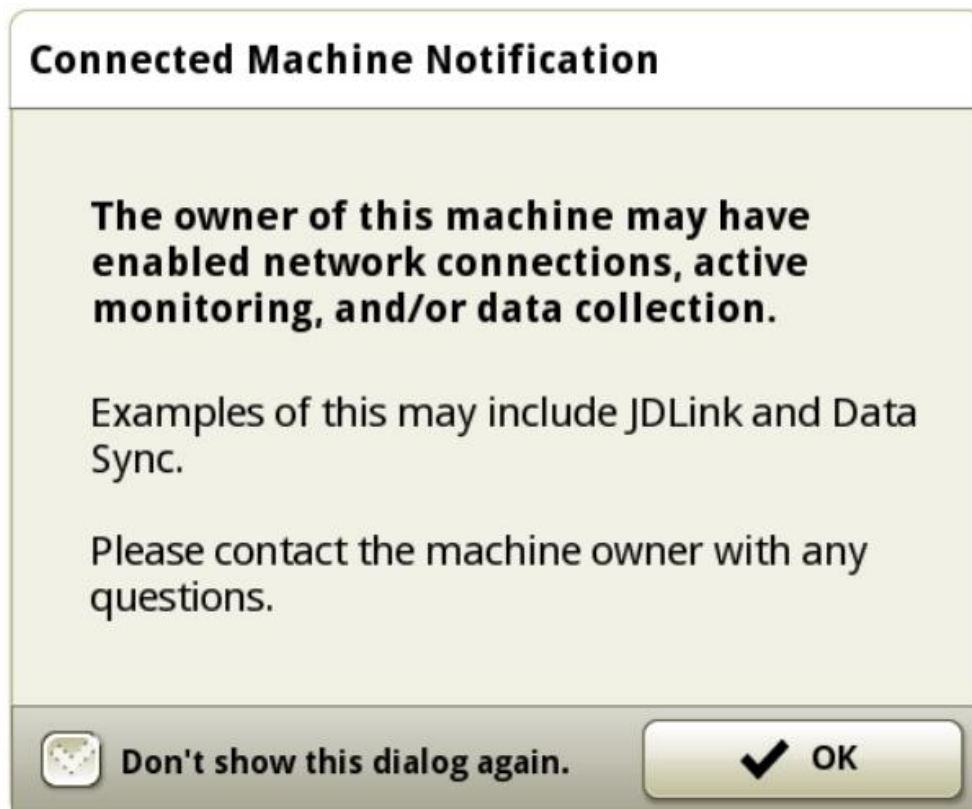 Connected Machine Notification
The owner of this machine may have
enabled network connections, active
monitoring, and/or data collection.
Examples of this may include JDLink and Data
Sync.
Please contact the machine owner with any
questions.
Don't show this dialog again.
OK